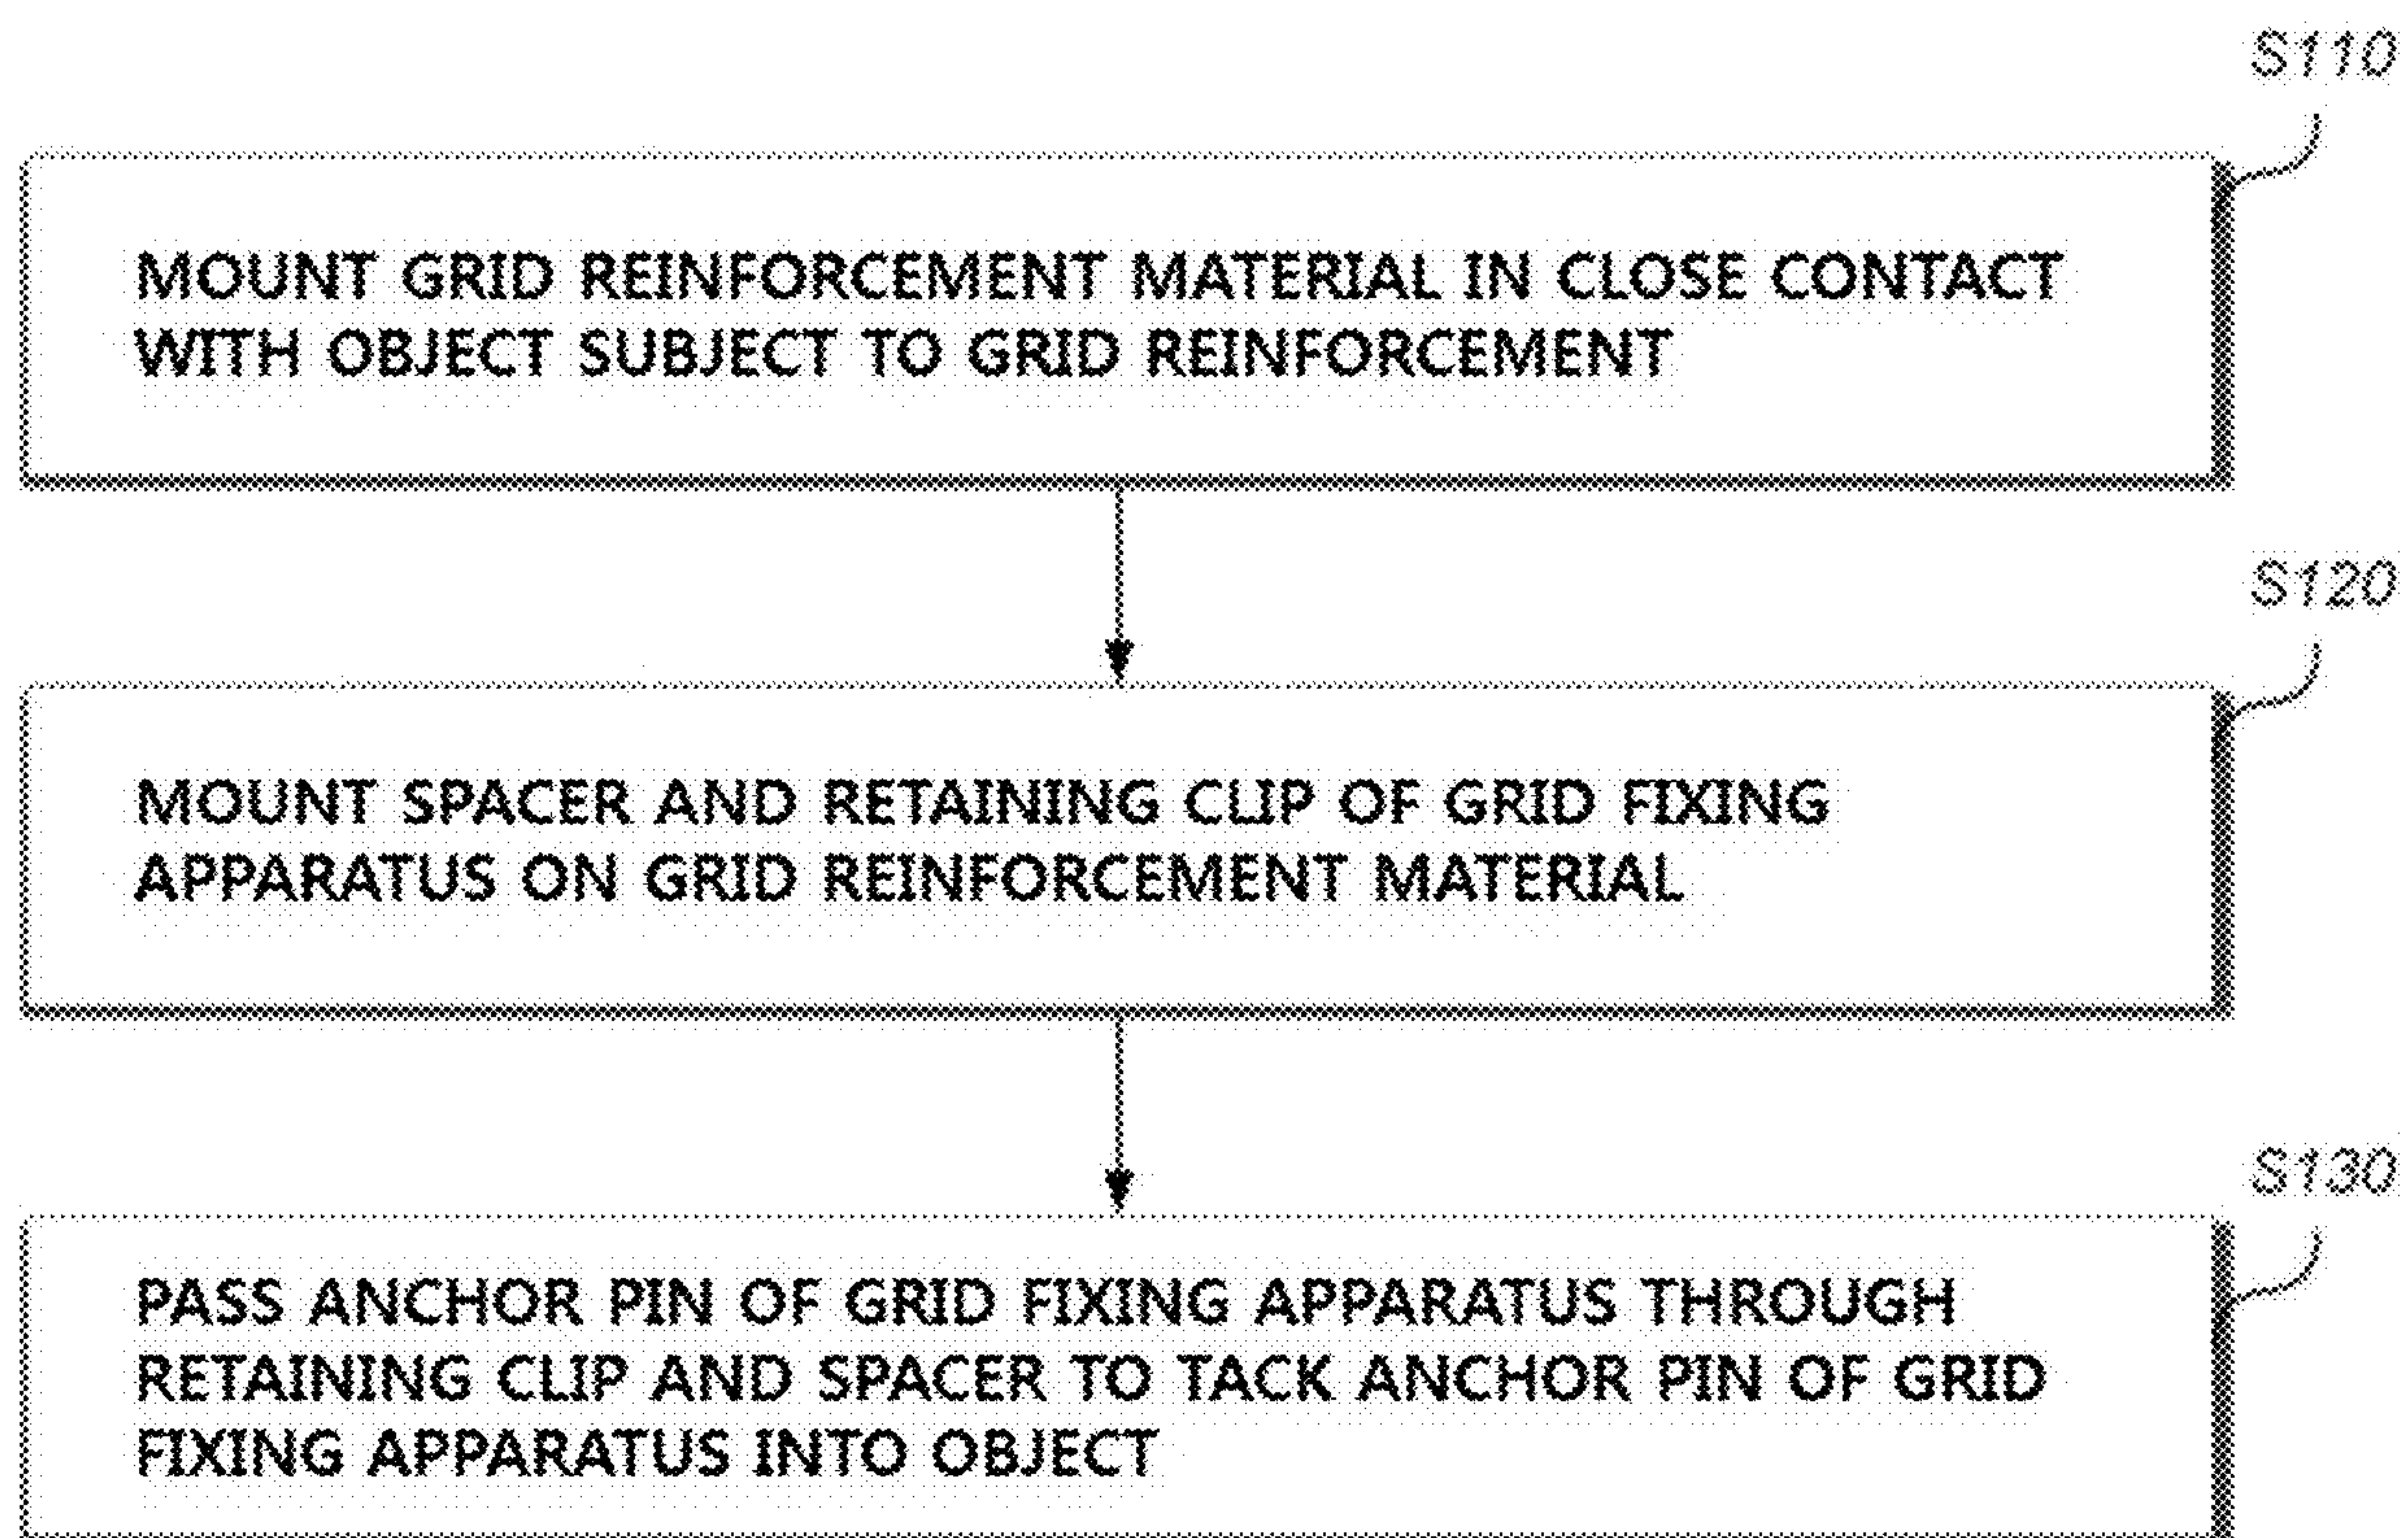 S110
MOUNT GRID REINFORCEMENT MATERIAL IN CLOSE CONTACT
WITH OBJECT SUBJECT TO GRID REINFORCEMENT
S120
MOUNT SPACER AND RETAINING CLIP OF GRID FIXING
APPARATUS ON GRID REINFORCEMENT MATERIAL
S130
PASS ANCHOR PIN OF GRID FIXING APPARATUS THROUGH
RETAINING CLIP AND SPACER TO TACK ANCHOR PIN OF GRID
FIXING APPARATUS INTO OBJECT